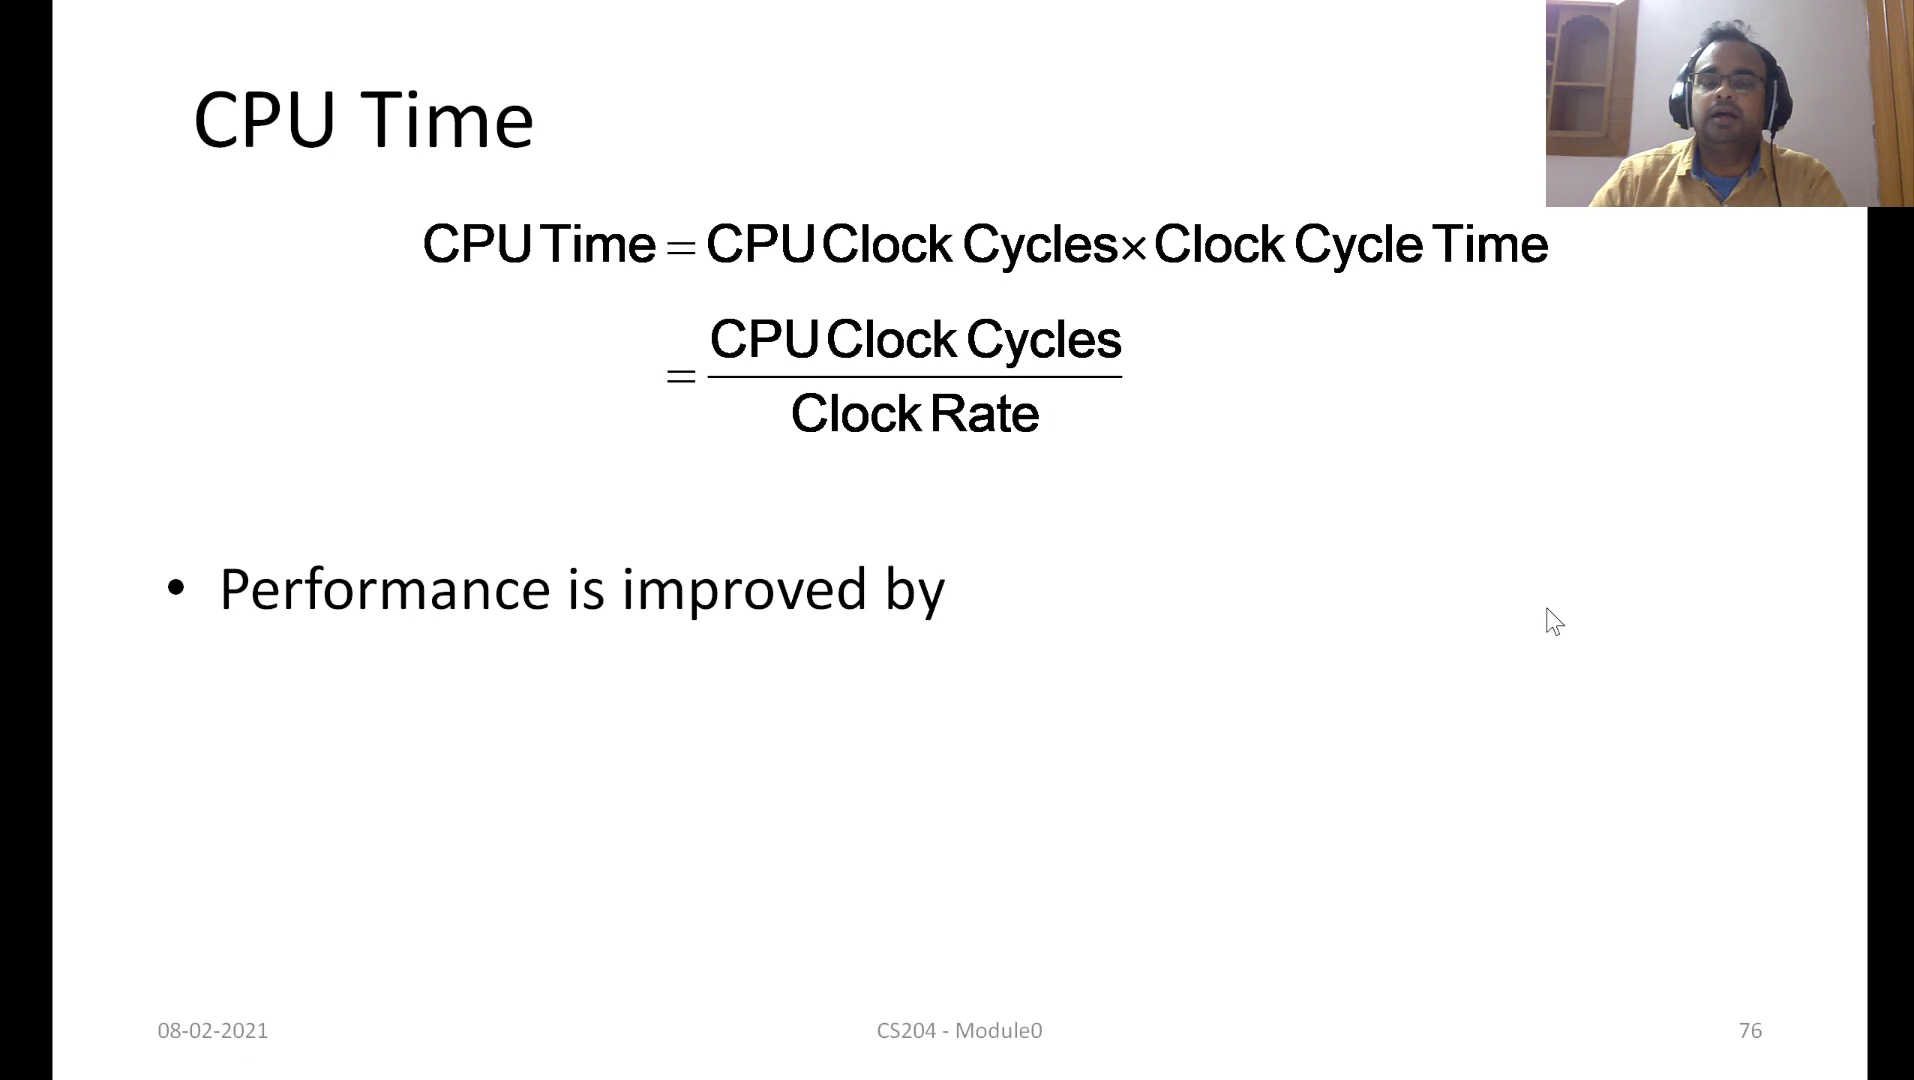 CPU Time
CPU Time = CPU Clock Cycles × Clock Cycle Time
= CPU Clock Cycles
Clock Rate
• Performance is improved by
08-02-2021
CS204 - Module0
76